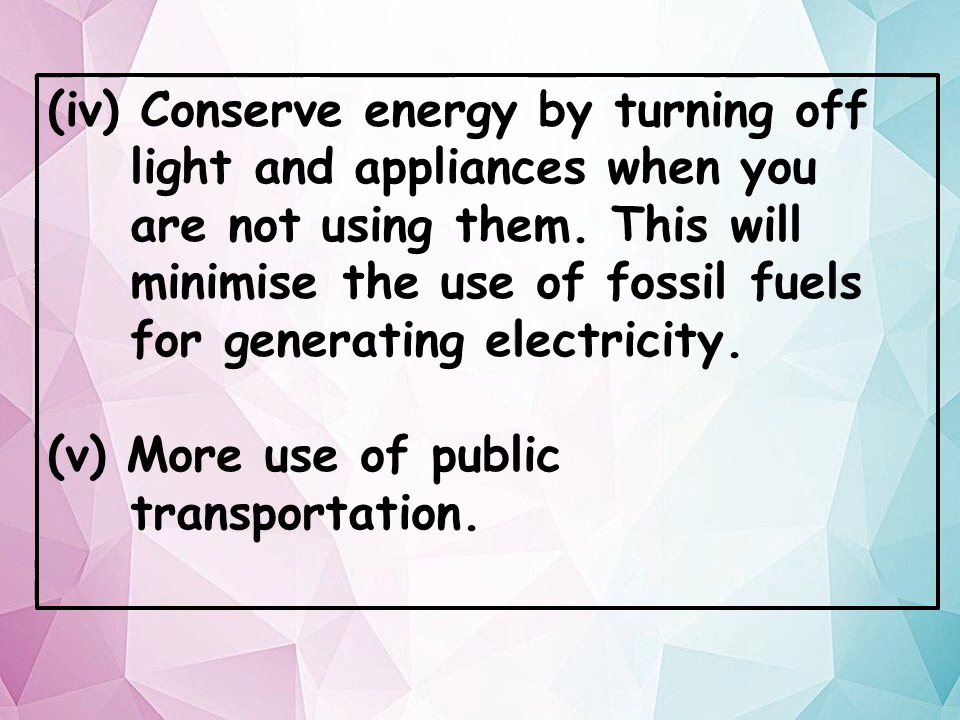 (iv) Conserve energy by turning off
light and appliances when you
are not using them. This will
minimise the use of fossil fuels
for generating electricity.
(v) More use of public
transportation.